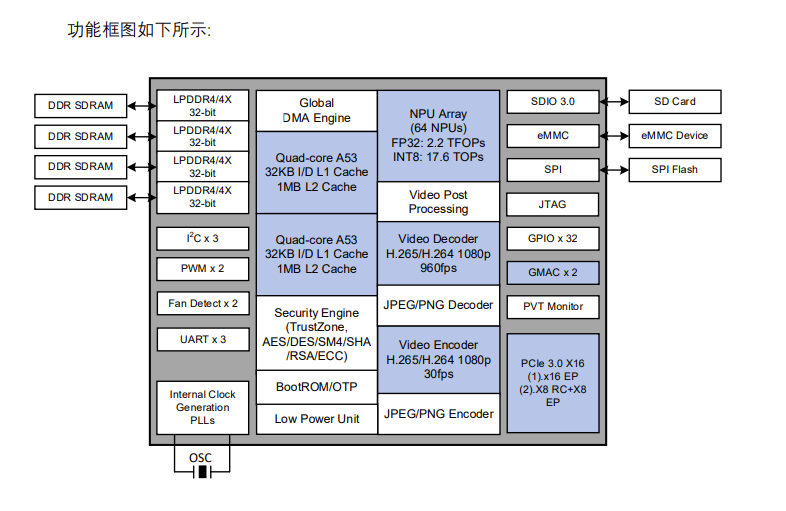 功能框图如下所示:
DDR SDRAM
DDR SDRAM
DDR SDRAM
DDR SDRAM
LPDDR4/4X
32-bit
LPDDR4/4X
32-bit
LPDDR4/4X
32-bit
LPDDR4/4X
32-bit
I²C x 3
PWM x 2
Fan Detect x 2
UART x 3
Internal Clock
Generation
PLLs
OSC
Global
DMA Engine
Quad-core A53
32KB I/D L1 Cache
1MB L2 Cache
Quad-core A53
32KB I/D L1 Cache
1MB L2 Cache
Security Engine
(TrustZone,
AES/DES/SM4/SHA
/RSA/ECC)
BootROM/OTP
Low Power Unit
NPU Array
(64 NPUs)
FP32: 2.2 TFOPs
INT8: 17.6 TOPs
Video Post
Processing
Video Decoder
H.265/H.264 1080p
960fps
JPEG/PNG Decoder
Video Encoder
H.265/H.264 1080p
30fps
JPEG/PNG Encoder
SDIO 3.0
eMMC
SPI
JTAG
GPIO x 32
GMAC x 2
PVT Monitor
PCIe 3.0 X16
(1).x16 EP
(2).X8 RC+X8
EP
SD Card
eMMC Device
SPI Flash